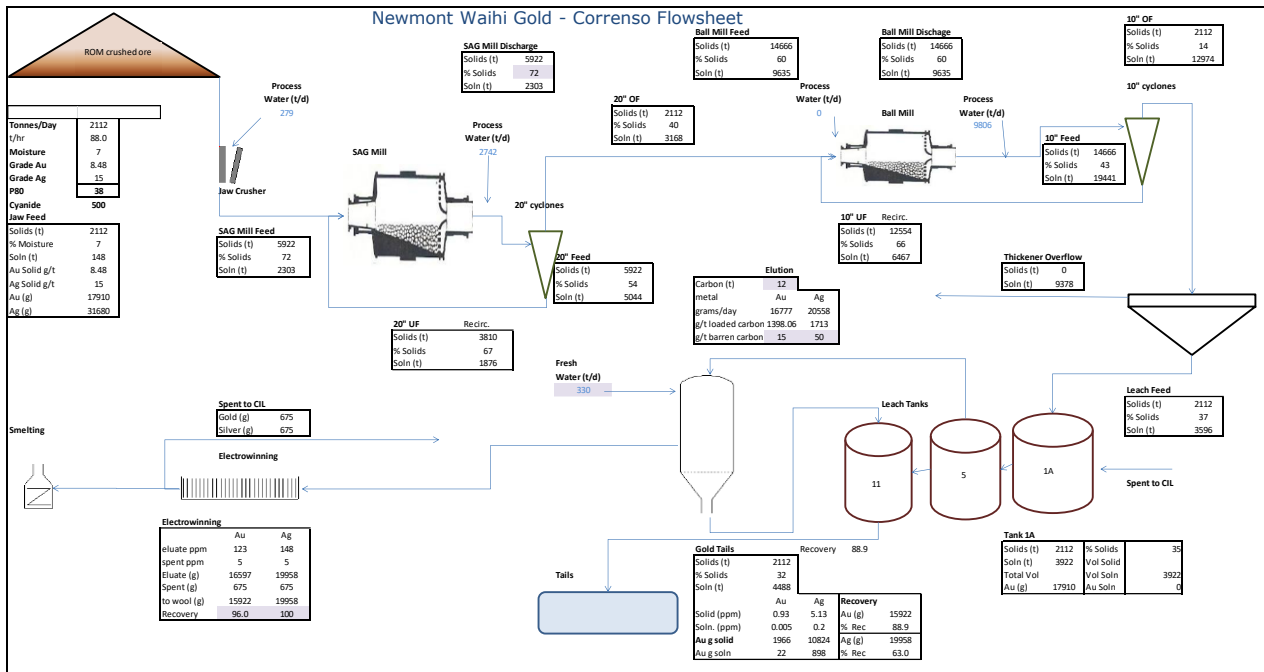 Newmont Waihi Gold - Correnso Flowsheet
ROM crushed ore
Tonnes/Day 2112
t/hr 88.0
Moisture 7
Grade Au 8.48
Grade Ag 15
P80 38
Cyanide 500
Jaw Feed
Solids (t) 2112
% Moisture 7
Soln (t) 148
Au Solid g/t 8.48
Ag Solid g/t 15
Au (g) 17910
Ag (g) 31680
Process
Water (t/d)
279
Jaw Crusher
SAG Mill Feed
Solids (t) 5922
% Solids 72
Soln (t) 2303
SAG Mill
SAG Mill Discharge
Solids (t) 5922
% Solids 72
Soln (t) 2303
Process
Water (t/d)
2742
20" cyclones
20" OF
Solids (t) 2112
% Solids 40
Soln (t) 3168
20" Feed
Solids (t) 5922
% Solids 54
Soln (t) 5044
20" UF Recirc.
Solids (t) 3810
% Solids 67
Soln (t) 1876
Ball Mill Feed
Solids (t) 14666
% Solids 60
Soln (t) 9635
Process
Water (t/d)
0
Ball Mill
Ball Mill Dischage
Solids (t) 14666
% Solids 60
Soln (t) 9635
Process
Water (t/d)
9806
10" OF
Solids (t) 2112
% Solids 14
Soln (t) 12974
10" cyclones
10" Feed
Solids (t) 14666
% Solids 43
Soln (t) 19441
10" UF Recirc.
Solids (t) 12554
% Solids 66
Soln (t) 6467
Thickener Overflow
Solids (t) 0
Soln (t) 9378
Elution
Carbon (t) 12
metal Au Ag
grams/day 16777 20558
g/t loaded carbon 1398.06 1713
g/t barren carbon 15 50
Fresh
Water (t/d)
330
Leach Feed
Solids (t) 2112
% Solids 37
Soln (t) 3596
Leach Tanks
11
5
1A
Spent to CIL
Spent to CIL
Gold (g) 675
Silver (g) 675
Smelting
Electrowinning
Electrowinning
Au Ag
eluate ppm 123 148
spent ppm 5 5
Eluate (g) 16597 19958
Spent (g) 675 675
to wool (g) 15922 19958
Recovery 96.0 100
Tails
Gold Tails Recovery 88.9
Solids (t) 2112
% Solids 32
Soln (t) 4488
Au Ag Recovery
Solid (ppm) 0.93 5.13 Au (g) 15922
Soln. (ppm) 0.005 0.2 % Rec 88.9
Au g solid 1966 10824 Ag (g) 19958
Au g soln 22 898 % Rec 63.0
Tank 1A
Solids (t) 2112 % Solids 35
Soln (t) 3922 Vol Solid
Total Vol Vol Soln 3922
Au (g) 17910 Au Soln 0